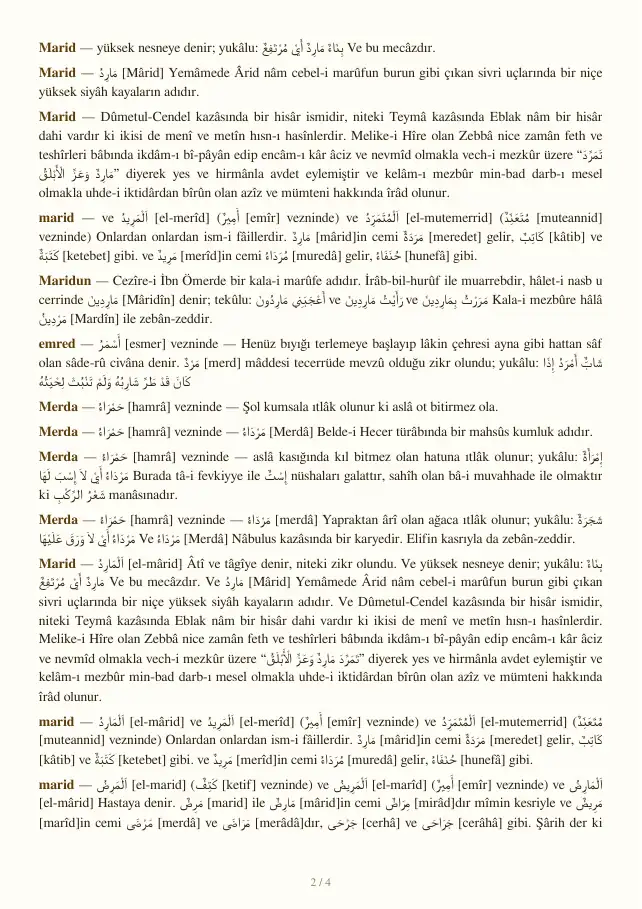 Marid — yüksek nesneye denir; yukâlu: بِنَاءٌ مَارِدٌ أَيْ مُرْتَفِعٌ Ve bu mecâzdır.
Marid — مَارِدُ [Mârid] Yemâmede Ârid nâm cebel-i marûfun burun gibi çıkan sivri uçlarında bir niçe
yüksek siyâh kayaların adıdır.
Marid — Dûmetul-Cendel kazâsında bir hisâr ismidir, niteki Teymâ kazâsında Eblak nâm bir hisâr
dahi vardır ki ikisi de menî ve metîn hısn-ı hasînlerdir. Melike-i Hîre olan Zebbâ nice zamân feth ve
teshîrleri bâbında ikdâm-ı bî-pâyân edip encâm-ı kâr âciz ve nevmîd olmakla vech-i mezkûr üzere “تَمَرَّدَ
مَارِدٌ وَعَزَّ الْأَبْلَقُ” diyerek yes ve hirmânla avdet eylemiştir ve kelâm-ı mezbûr min-bad darb-ı mesel
olmakla uhde-i iktidârdan bîrûn olan azîz ve mümteni hakkında îrâd olunur.
marid — ve اَلْمَرِيدُ [el-merîd] (أَمِيرٌ [emîr] vezninde) ve اَلْمُتَمَرِّدُ [el-mutemerrid] (مُتَعَنِّدٌ [muteannid]
vezninde) Onlardan onlardan ism-i fâillerdir. مَارِدٌ [mârid]in cemi مَرَدَةٌ [meredet] gelir, كَاتِبٌ [kâtib] ve
كَتَبَةٌ [ketebet] gibi. ve مَرِيدٌ [merîd]in cemi مُرَدَاءُ [muredâ] gelir, حُنَفَاءُ [hunefâ] gibi.
Maridun — Cezîre-i İbn Ömerde bir kala-i marûfe adıdır. İrâb-bil-hurûf ile muarrebdir, hâlet-i nasb u
cerrinde مَارِدِينَ [Mâridîn] denir; tekûlu: أَعْجَبَنِي مَارِدُونَ ve رَأَيْتُ مَارِدِينَ ve مَرَرْتُ بِمَارِدِينَ Kala-i mezbûre hâlâ
مَرْدِينُ [Mardîn] ile zebân-zeddir.
emred — أَسْمَرُ [esmer] vezninde — Henüz bıyığı terlemeye başlayıp lâkin çehresi ayna gibi hattan sâf
olan sâde-rû civâna denir. مَرْدٌ [merd] mâddesi tecerrüde mevzû olduğu zikr olundu; yukâlu: شَابٌّ أَمْرَدُ إِذَا
كَانَ قَدْ طَرَّ شَارِبُهُ وَلَمْ تَنْبُتْ لِحْيَتُهُ
Merda — حَمْرَاءُ [hamrâ] vezninde — Şol kumsala ıtlâk olunur ki aslâ ot bitirmez ola.
Merda — حَمْرَاءُ [hamrâ] vezninde — مَرْدَاءُ [Merdâ] Belde-i Hecer türâbında bir mahsûs kumluk adıdır.
Merda — حَمْرَاءُ [hamrâ] vezninde — aslâ kasığında kıl bitmez olan hatuna ıtlâk olunur; yukâlu: إِمْرَأَةٌ
مَرْدَاءُ أَيْ لَا إِسْبَ لَهَا Burada tâ-i fevkiyye ile إِسْتٌ nüshaları galattır, sahîh olan bâ-i muvahhade ile olmaktır
ki شَعْرُ الرَّكَبِ manâsınadır.
Merda — حَمْرَاءُ [hamrâ] vezninde — مَرْدَاءُ [merdâ] Yapraktan ârî olan ağaca ıtlâk olunur; yukâlu: شَجَرَةٌ
مَرْدَاءُ أَيْ لَا وَرَقَ عَلَيْهَا Ve مَرْدَاءُ [Merdâ] Nâbulus kazasında bir karyedir. Elifin kasrıyla da zebân-zeddir.
Marid — اَلْمَارِدُ [el-mârid] Âtî ve tâgîye denir, niteki zikr olundu. Ve yüksek nesneye denir; yukâlu: بِنَاءٌ
مَارِدٌ أَيْ مُرْتَفِعٌ Ve bu mecâzdır. Ve مَارِدُ [Mârid] Yemâmede Ârid nâm cebel-i marûfun burun gibi çıkan
sivri uçlarında bir niçe yüksek siyâh kayaların adıdır. Ve Dûmetul-Cendel kazâsında bir hisâr ismidir,
niteki Teymâ kazâsında Eblak nâm bir hisâr dahi vardır ki ikisi de menî ve metîn hısn-ı hasînlerdir.
Melike-i Hîre olan Zebbâ nice zamân feth ve teshîrleri bâbında ikdâm-ı bî-pâyân edip encâm-ı kâr âciz
ve nevmîd olmakla vech-i mezkûr üzere “تَمَرَّدَ مَارِدٌ وَعَزَّ الْأَبْلَقُ” diyerek yes ve hirmânla avdet eylemiştir ve
kelâm-ı mezbûr min-bad darb-ı mesel olmakla uhde-i iktidârdan bîrûn olan azîz ve mümteni hakkında
îrâd olunur.
marid — اَلْمَارِدُ [el-mârid] ve اَلْمَرِيدُ [el-merîd] (أَمِيرٌ [emîr] vezninde) ve اَلْمُتَمَرِّدُ [el-mutemerrid] (مُتَعَنِّدٌ
[muteannid] vezninde) Onlardan onlardan ism-i fâillerdir. مَارِدٌ [mârid]in cemi مَرَدَةٌ [meredet] gelir, كَاتِبٌ
[kâtib] ve كَتَبَةٌ [ketebet] gibi. ve مَرِيدٌ [merîd]in cemi مُرَدَاءُ [muredâ] gelir, حُنَفَاءُ [hunefâ] gibi.
marid — اَلْمَرِضُ [el-marid] (كَتِفٌ [ketif] vezninde) ve اَلْمَرِيضُ [el-marîd] (أَمِيرٌ [emîr] vezninde) ve اَلْمَارِضُ
[el-mârid] Hastaya denir. مَرِضٌ [marid] ile مَارِضٌ [mârid]in cemi مِرَاضٌ [mirâd]dır mîmin kesriyle ve مَرِيضٌ
[marîd]in cemi مَرْضَى [merdâ] ve مَرَاضَى [merâdâ]dır, جَرْحَى [cerhâ] ve جَرَاحَى [cerâhâ] gibi. Şârih der ki
2 / 4